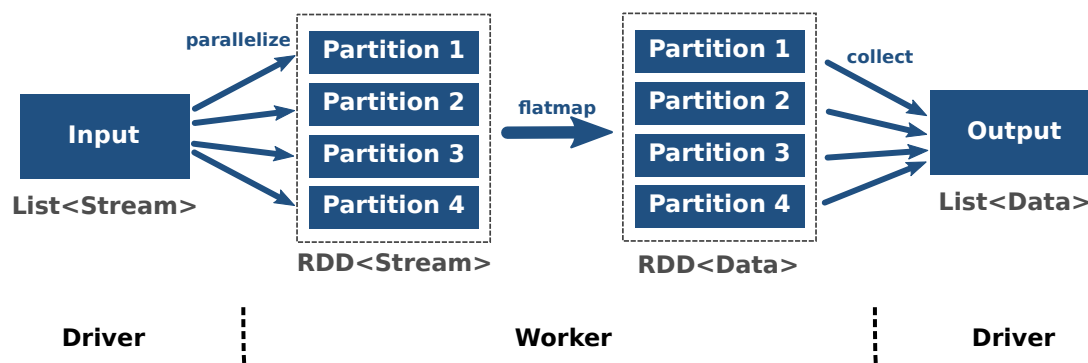 parallelize
Input
List<Stream>
Partition 1
Partition 2
Partition 3
Partition 4
RDD<Stream>
flatmap
Partition 1
Partition 2
Partition 3
Partition 4
RDD<Data>
collect
Output
List<Data>
Driver
Worker
Driver